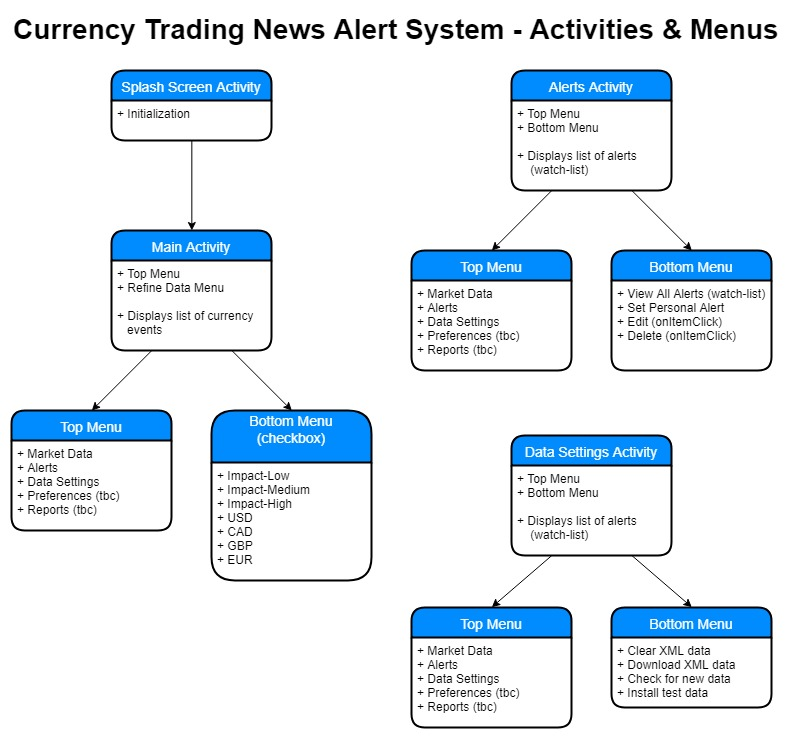 Currency Trading News Alert System - Activities & Menus
Splash Screen Activity
+ Initialization
Main Activity
+ Top Menu
+ Refine Data Menu
+ Displays list of currency
events
Top Menu
+ Market Data
+ Alerts
+ Data Settings
+ Preferences (tbc)
+ Reports (tbc)
Bottom Menu
(checkbox)
+ Impact-Low
+ Impact-Medium
+ Impact-High
+ USD
+ CAD
+ GBP
+ EUR
Alerts Activity
+ Top Menu
+ Bottom Menu
+ Displays list of alerts
(watch-list)
Top Menu
+ Market Data
+ Alerts
+ Data Settings
+ Preferences (tbc)
+ Reports (tbc)
Bottom Menu
+ View All Alerts (watch-list)
+ Set Personal Alert
+ Edit (onItemClick)
+ Delete (onItemClick)
Data Settings Activity
+ Top Menu
+ Bottom Menu
+ Displays list of alerts
(watch-list)
Top Menu
+ Market Data
+ Alerts
+ Data Settings
+ Preferences (tbc)
+ Reports (tbc)
Bottom Menu
+ Clear XML data
+ Download XML data
+ Check for new data
+ Install test data